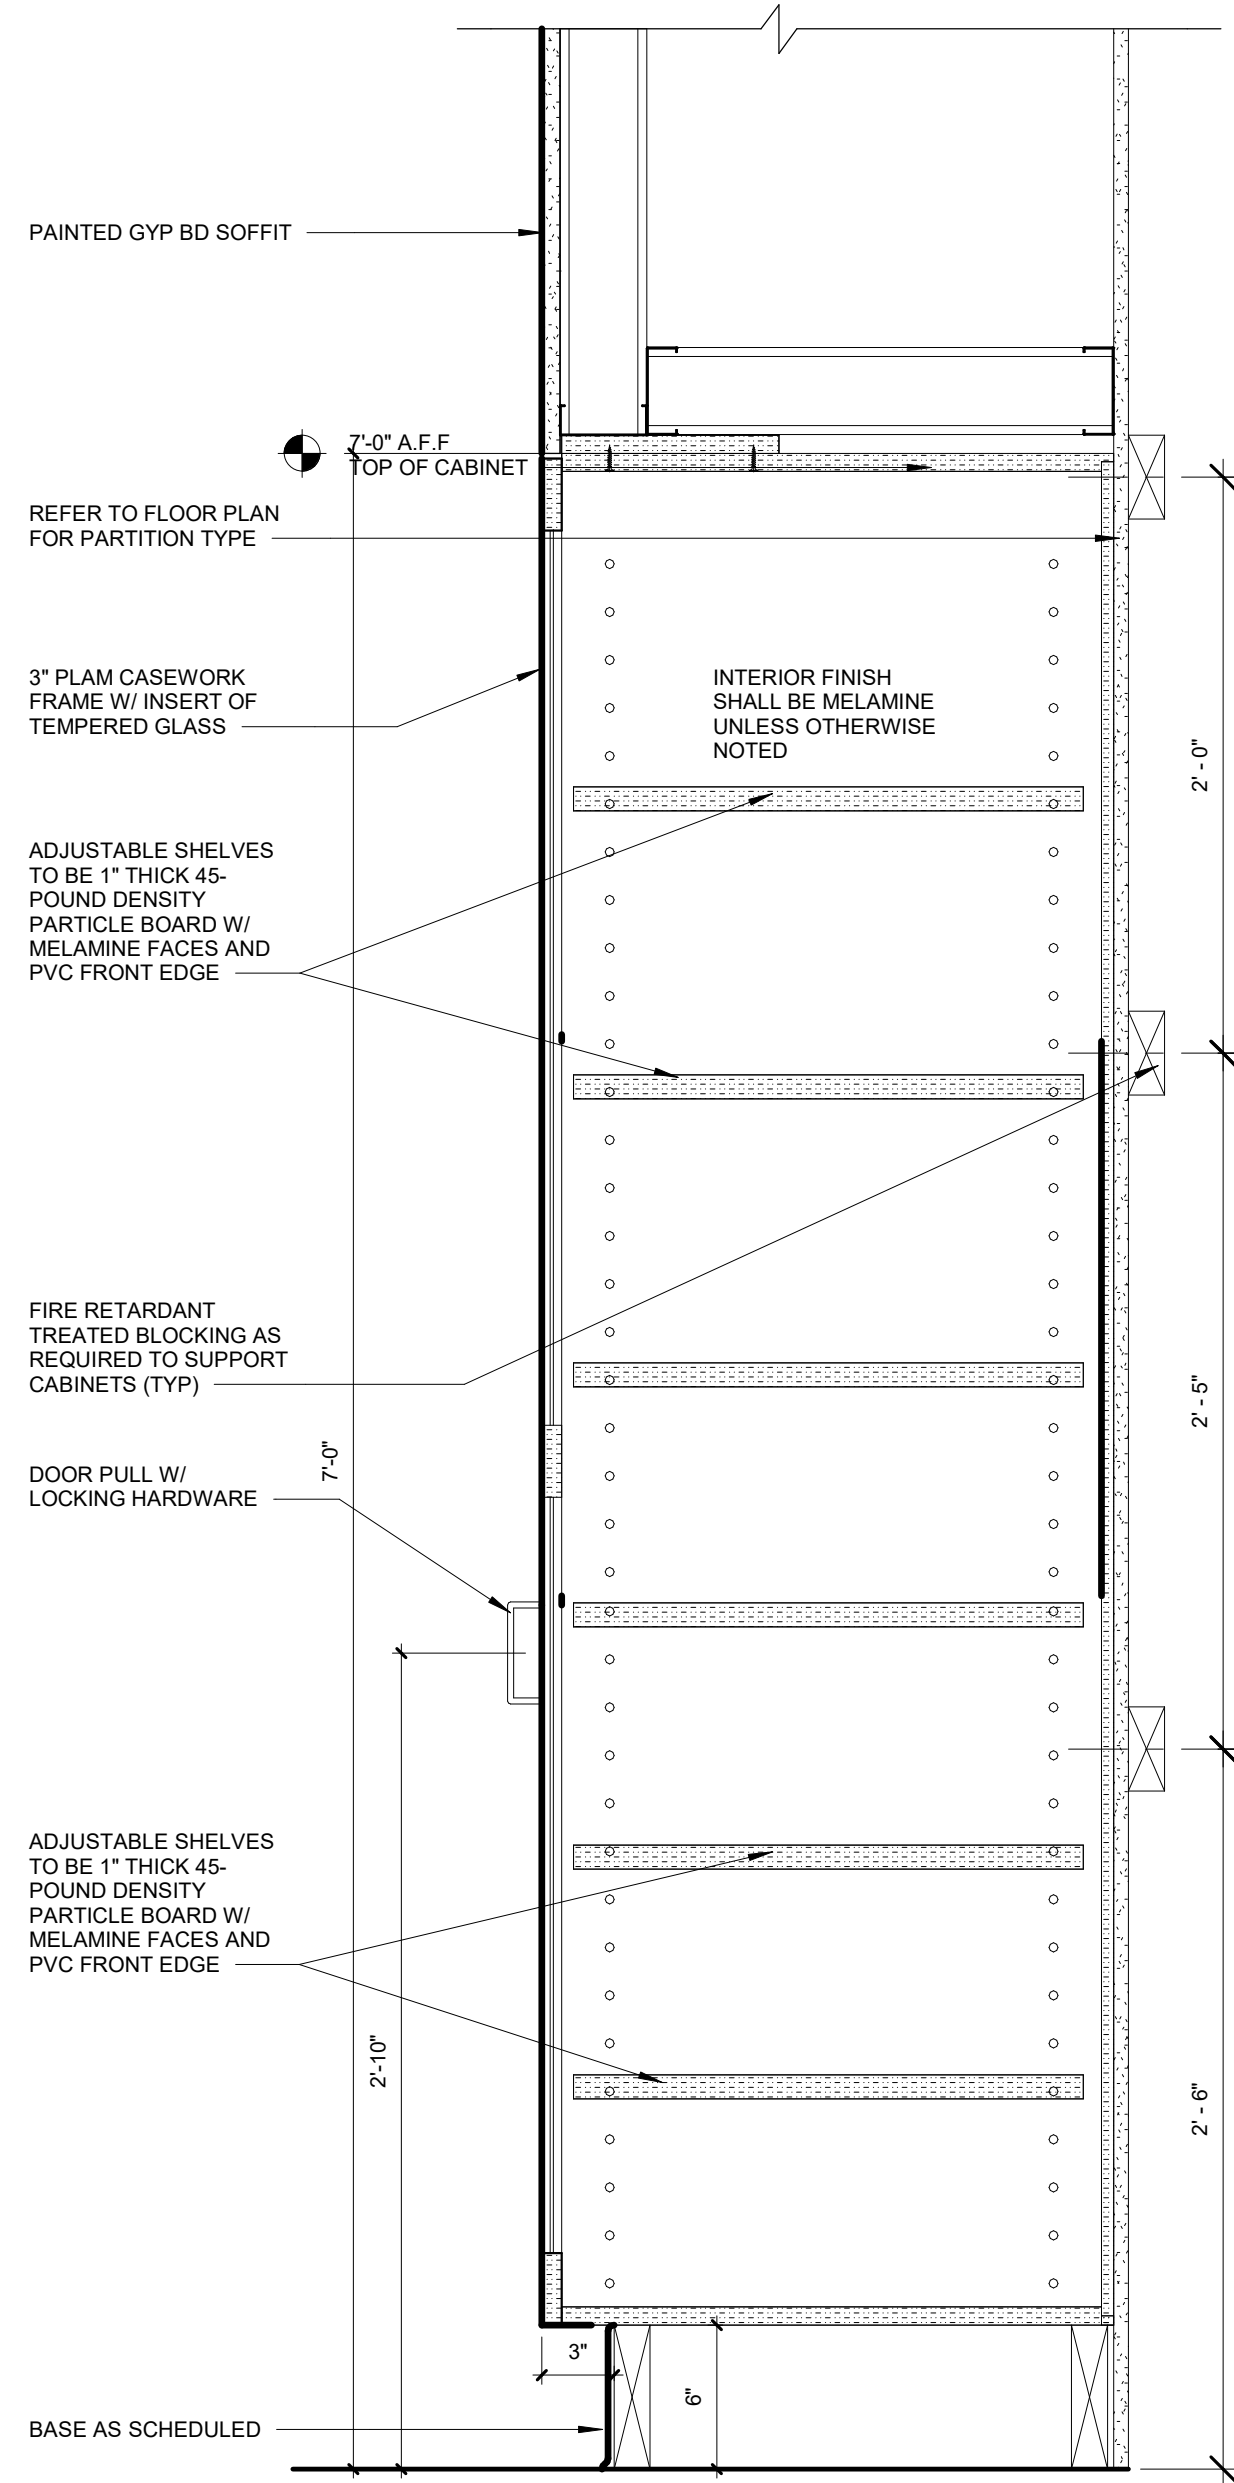 PAINTED GYP BD SOFFIT
7'-0" A.F.F
TOP OF CABINET
REFER TO FLOOR PLAN
FOR PARTITION TYPE
3" PLAM CASEWORK
FRAME W/ INSERT OF
TEMPERED GLASS
INTERIOR FINISH
SHALL BE MELAMINE
UNLESS OTHERWISE
NOTED
2' - 0"
ADJUSTABLE SHELVES
TO BE 1" THICK 45-
POUND DENSITY
PARTICLE BOARD W/
MELAMINE FACES AND
PVC FRONT EDGE
FIRE RETARDANT
TREATED BLOCKING AS
REQUIRED TO SUPPORT
CABINETS (TYP)
2' - 5"
7'-0"
DOOR PULL W/
LOCKING HARDWARE
ADJUSTABLE SHELVES
TO BE 1" THICK 45-
POUND DENSITY
PARTICLE BOARD W/
MELAMINE FACES AND
PVC FRONT EDGE
2'-10"
2' - 6"
3"
6"
BASE AS SCHEDULED